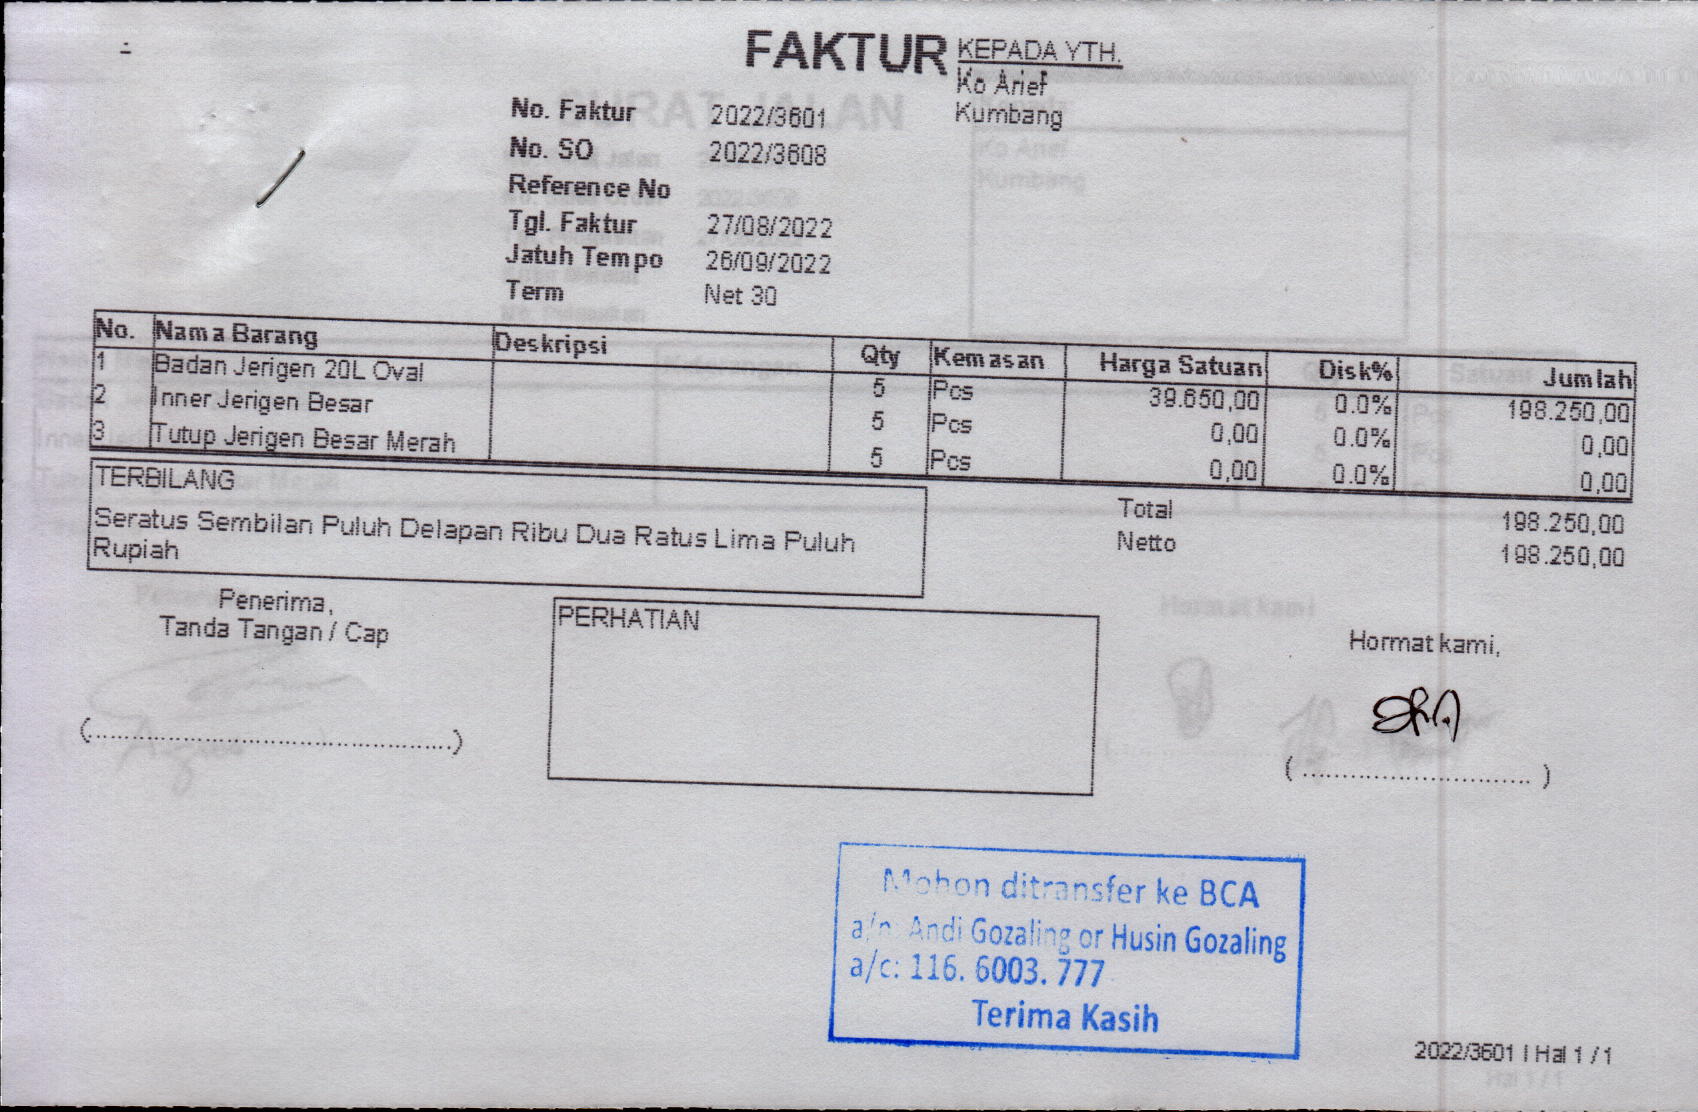 FAKTUR
KEPADA YTH.
Ko Arief
Kumbang
No. Faktur 2022/3601
No. SO 2022/3608
Reference No
Tgl. Faktur 27/08/2022
Jatuh Tempo 26/09/2022
Term Net 30
No. Nama Barang Deskripsi Qty Kemasan Harga Satuan Disk% Jumlah
1 Badan Jerigen 20L Oval 5 Pcs 39.650,00 0.0% 198.250,00
2 Inner Jerigen Besar 5 Pcs 0,00 0.0% 0,00
3 Tutup Jerigen Besar Merah 5 Pcs 0,00 0.0% 0,00
TERBILANG
Seratus Sembilan Puluh Delapan Ribu Dua Ratus Lima Puluh
Rupiah
Total 198.250,00
Netto 198.250,00
Penerima,
Tanda Tangan / Cap
(..............................................)
PERHATIAN
Hormat kami,
( ............................. )
Mohon ditransfer ke BCA
a/n: Andi Gozaling or Husin Gozaling
a/c: 116. 6003. 777
Terima Kasih
2022/3601 | Hal 1 / 1